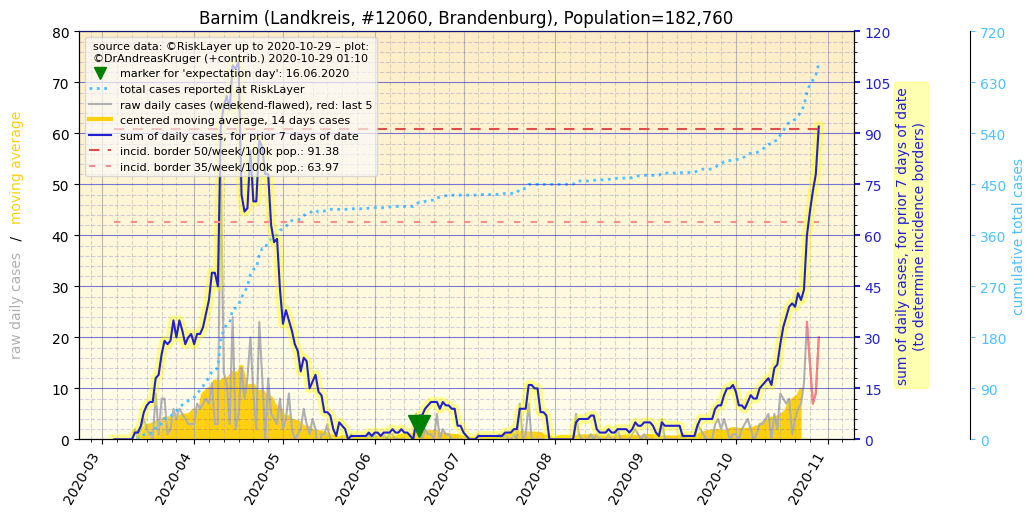 Barnim (Landkreis, #12060, Brandenburg), Population=182,760
source data: ©RiskLayer up to 2020-10-29 – plot:
©DrAndreasKruger (+contrib.) 2020-10-29 01:10
marker for 'expectation day': 16.06.2020
total cases reported at RiskLayer
raw daily cases (weekend-flawed), red: last 5
centered moving average, 14 days cases
sum of daily cases, for prior 7 days of date
incid. border 50/week/100k pop.: 91.38
incid. border 35/week/100k pop.: 63.97
raw daily cases / moving average
80
70
60
50
40
30
20
10
0
120
105
90
75
60
45
30
15
0
sum of daily cases, for prior 7 days of date
(to determine incidence borders)
720
630
540
450
360
270
180
90
0
cumulative total cases
2020-03
2020-04
2020-05
2020-06
2020-07
2020-08
2020-09
2020-10
2020-11